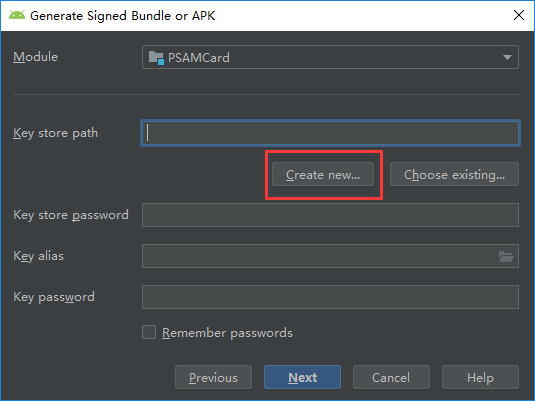 Generate Signed Bundle or APK
Module
PSAMCard
Key store path
Create new...
Choose existing...
Key store password
Key alias
Key password
Remember passwords
Previous
Next
Cancel
Help